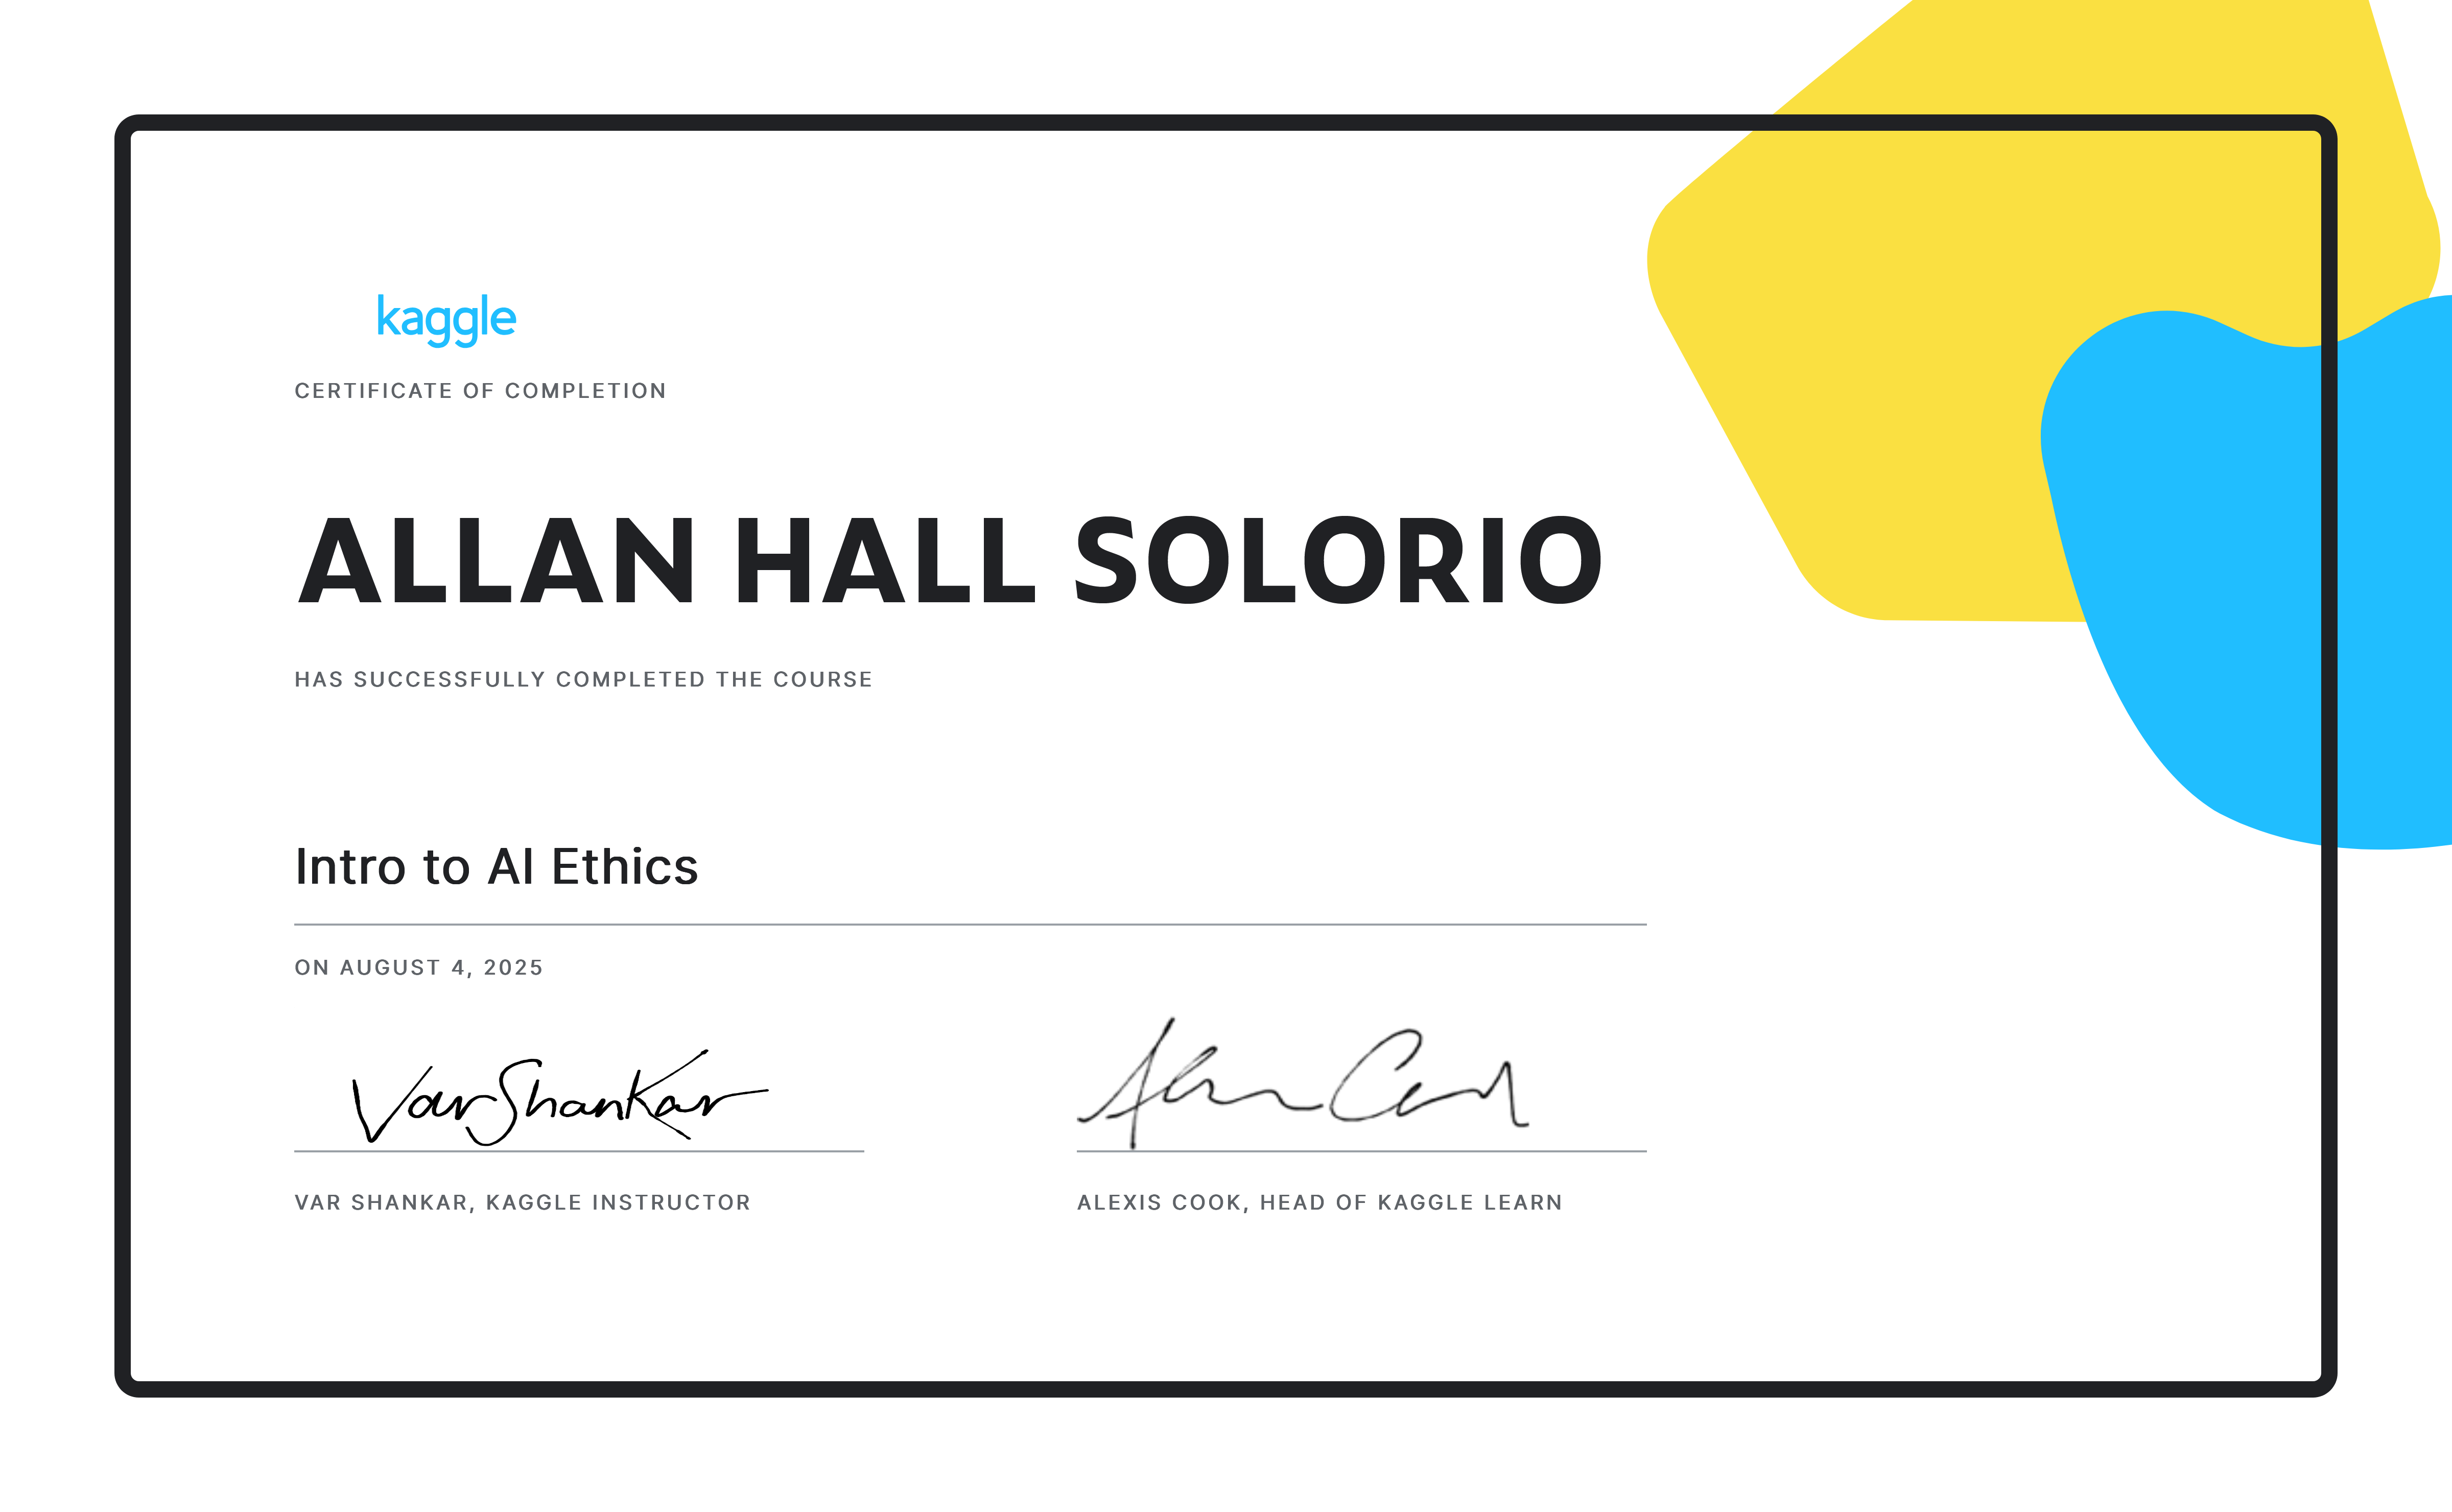 kaggle
CERTIFICATE OF COMPLETION
ALLAN HALL SOLORIO
HAS SUCCESSFULLY COMPLETED THE COURSE
Intro to AI Ethics
ON AUGUST 4, 2025
Var Shankar
VAR SHANKAR, KAGGLE INSTRUCTOR
ALEXIS COOK, HEAD OF KAGGLE LEARN